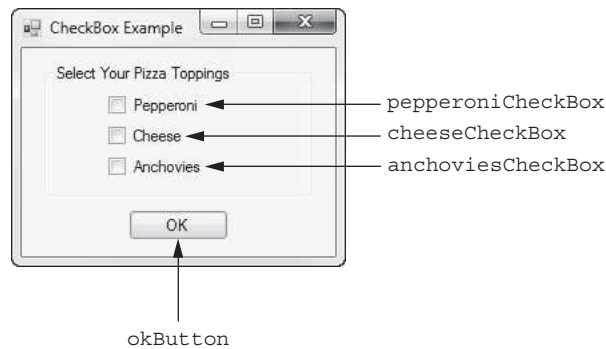 CheckBox Example
Select Your Pizza Toppings
Pepperoni
pepperoniCheckBox
Cheese
cheeseCheckBox
Anchovies
anchoviesCheckBox
OK
okButton